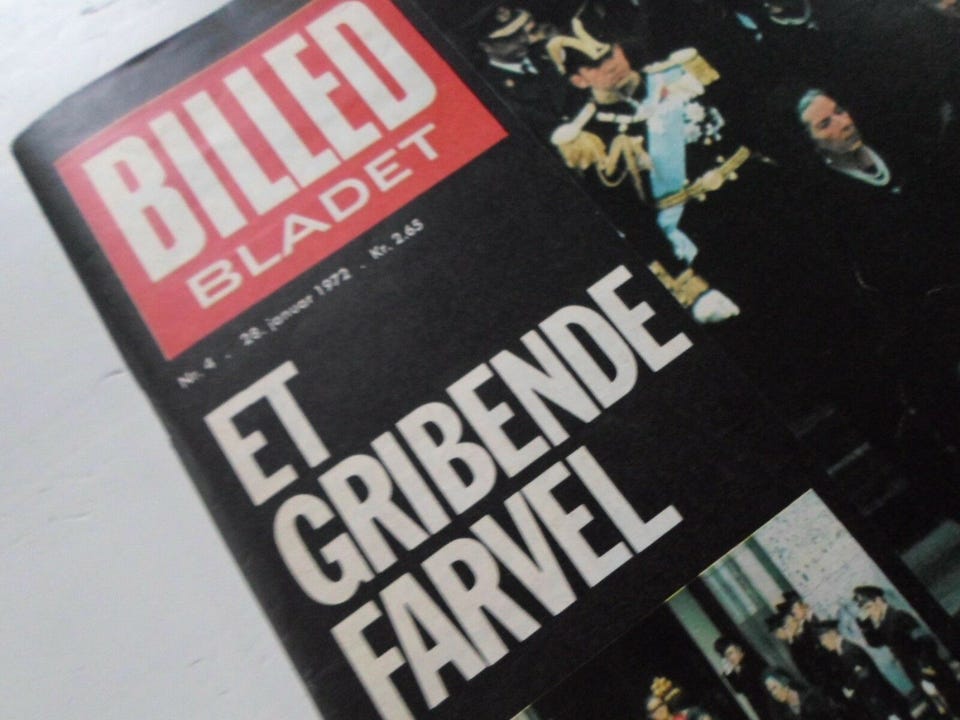 BILLED
BLADET
Nr. 4 . 28. januar 1972 . Kr. 2.65
ET
GRIBENDE
FARVEL